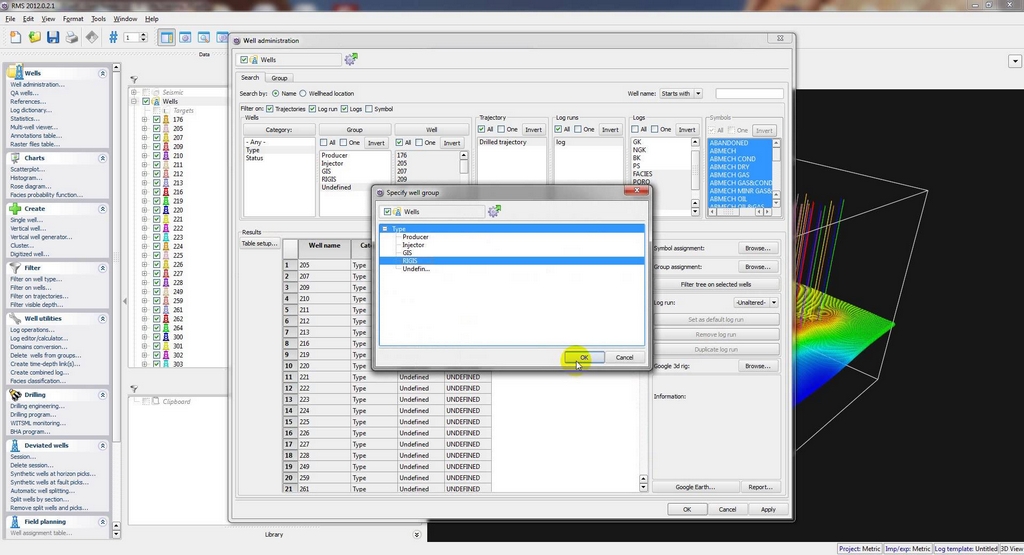 RMS 2012.0.2.1
File Edit View Format Tools Window Help
1
Data
Wells
Well administration...
QA wells...
References...
Log dictionary...
Statistics...
Multi-well viewer...
Annotations table...
Raster files table...
Charts
Scatterplot...
Histogram...
Rose diagram...
Facies probability function...
Create
Single well...
Vertical well...
Vertical well generator...
Cluster...
Digitized well...
Filter
Filter on well type...
Filter on wells...
Filter on trajectories...
Filter visible depth...
Well utilities
Log operations...
Log editor/calculator...
Domains conversion...
Delete wells from groups...
Create time-depth link(s)...
Create combined log...
Facies classification...
Drilling
Drilling engineering...
Drilling program...
WITSML monitoring...
BHA program...
Deviated wells
Session...
Delete session...
Synthetic wells at horizon picks...
Synthetic wells at fault picks...
Automatic well splitting...
Split wells by section...
Remove split wells and picks...
Field planning
Well assignment table...
Seismic
Wells
Targets
176
205
207
208
210
211
212
213
216
219
220
221
222
223
224
225
226
227
228
249
259
261
262
264
300
301
302
303
Clipboard
Library
Well administration
Wells
Search Group
Search by: Name Wellhead location
Well name: Starts with
Filter on: Trajectories Log run Logs Symbol
Wells
Category:
- Any -
Type
Status
Group
All One Invert
Producer
Injector
GIS
RIGIS
Undefined
Well
All One Invert
176
205
207
208
209
Trajectory
All One Invert
Drilled trajectory
Log runs
All One Invert
log
Logs
All One Invert
GK
NGK
BK
PS
FACIES
PORO
Symbols
All One Invert
ABANDONED
ABMECH
ABMECH COND
ABMECH DRY
ABMECH GAS
ABMECH GAS&COND
ABMECH MINR GAS&
ABMECH OIL
ABMECH OIL&GAS
Results
Table setup...
Well name
1 205 Type
2 207 Type
3 209 Type
4 210 Type
5 211 Type
6 212 Type
7 213 Type
8 216 Type
9 219 Type
10 220 Type
11 221 Type Undefined UNDEFINED
12 222 Type Undefined UNDEFINED
13 223 Type Undefined UNDEFINED
14 224 Type Undefined UNDEFINED
15 225 Type Undefined UNDEFINED
16 226 Type Undefined UNDEFINED
17 227 Type Undefined UNDEFINED
18 228 Type Undefined UNDEFINED
19 249 Type Undefined UNDEFINED
20 259 Type Undefined UNDEFINED
21 261 Type Undefined UNDEFINED
Symbol assignment: Browse...
Group assignment: Browse...
Filter tree on selected wells
Log run: -Unaltered-
Set as default log run
Remove log run
Duplicate log run
Google 3d rig: Browse...
Information:
Google Earth... Report...
OK Cancel Apply
Specify well group
Wells
Type
Producer
Injector
GIS
RIGIS
Undefin...
OK Cancel
Project: Metric Imp/exp: Metric Log template: Untitled 3D View